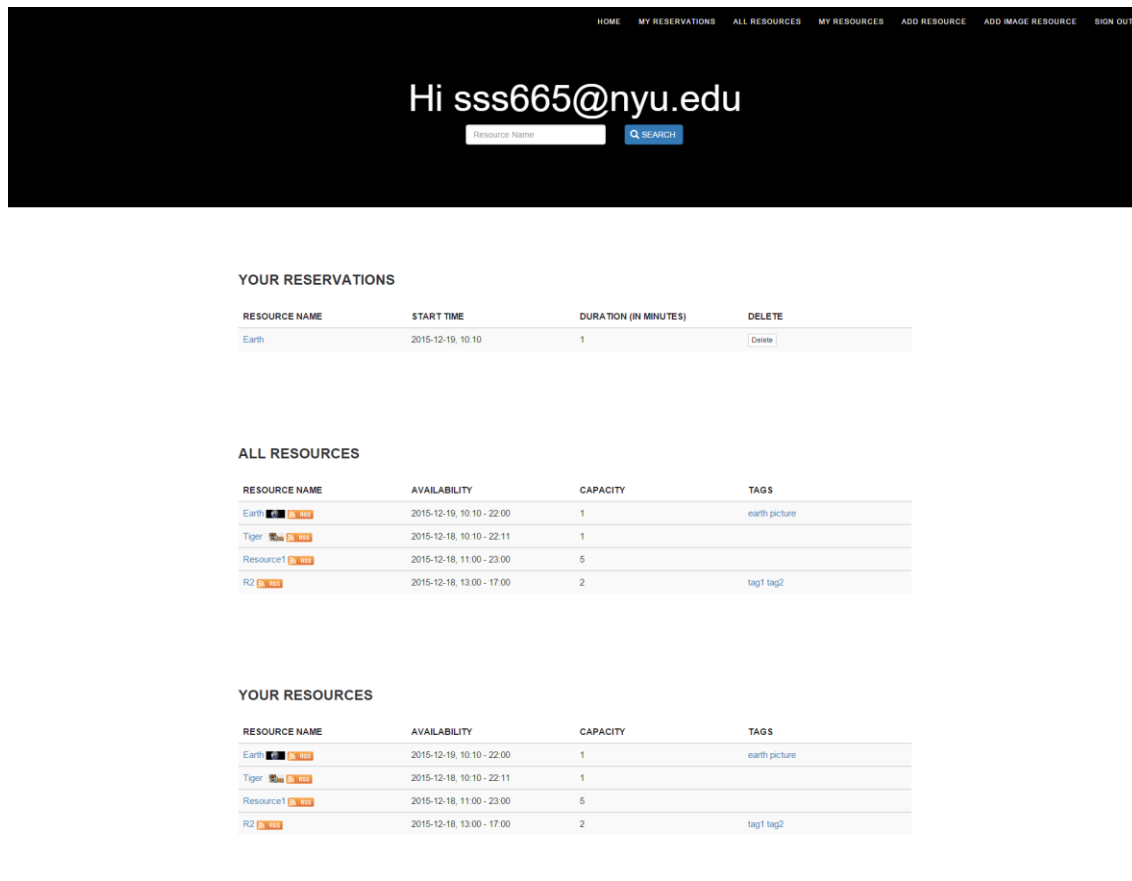 HOME MY RESERVATIONS ALL RESOURCES MY RESOURCES ADD RESOURCE ADD IMAGE RESOURCE SIGN OUT
Hi sss665@nyu.edu
Resource Name SEARCH
YOUR RESERVATIONS
RESOURCE NAME START TIME DURATION (IN MINUTES) DELETE
Earth 2015-12-19, 10:10 1 Delete
ALL RESOURCES
RESOURCE NAME AVAILABILITY CAPACITY TAGS
Earth RSS 2015-12-19, 10:10 - 22:00 1 earth picture
Tiger RSS 2015-12-18, 10:10 - 22:11 1
Resource1 RSS 2015-12-18, 11:00 - 23:00 5
R2 RSS 2015-12-18, 13:00 - 17:00 2 tag1 tag2
YOUR RESOURCES
RESOURCE NAME AVAILABILITY CAPACITY TAGS
Earth RSS 2015-12-19, 10:10 - 22:00 1 earth picture
Tiger RSS 2015-12-18, 10:10 - 22:11 1
Resource1 RSS 2015-12-18, 11:00 - 23:00 5
R2 RSS 2015-12-18, 13:00 - 17:00 2 tag1 tag2